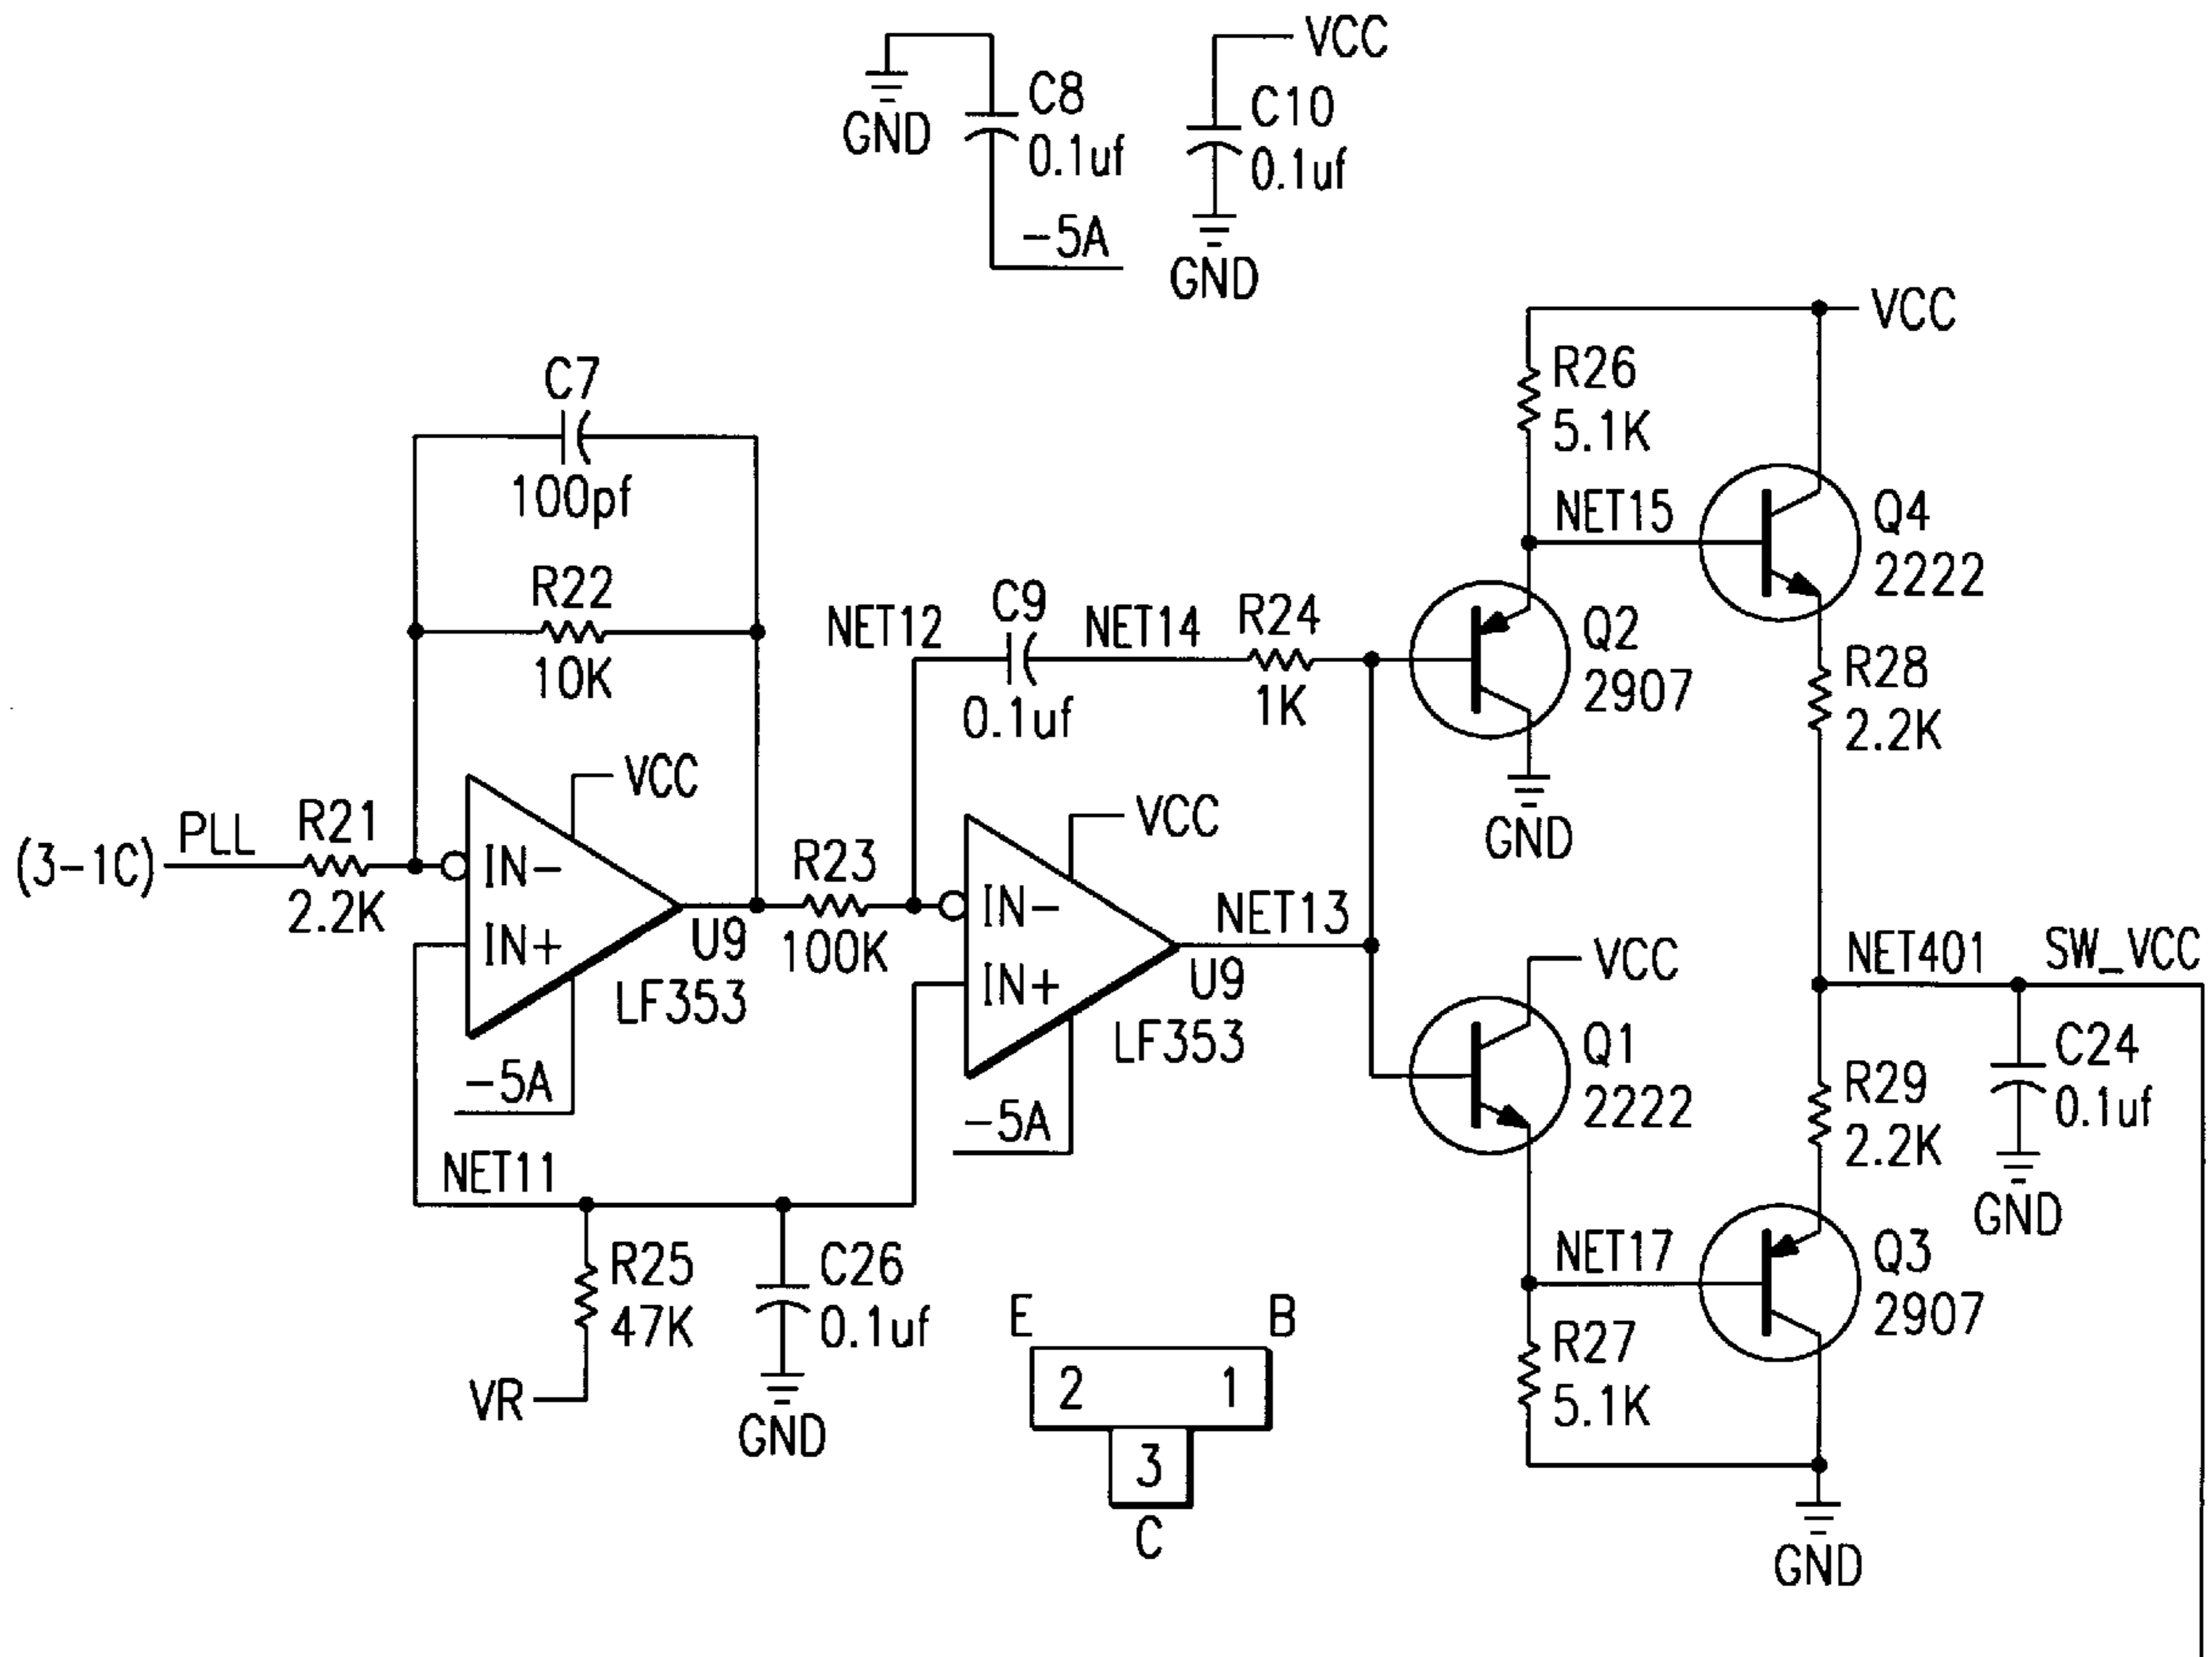 VCC
C8
0.1uf
GND
C10
0.1uf
-5A
GND
VCC
C7
100pf
R26
5.1K
NET15
Q4
2222
R22
10K
NET12
C9
0.1uf
NET14
R24
1K
Q2
2907
R28
2.2K
GND
VCC
VCC
(3-1C)
PLL
R21
2.2K
IN-
IN+
U9
LF353
-5A
R23
100K
IN-
IN+
NET13
U9
LF353
-5A
VCC
Q1
2222
NET401
SW_VCC
C24
0.1uf
GND
R29
2.2K
NET11
R25
47K
VR
C26
0.1uf
GND
NET17
Q3
2907
R27
5.1K
GND
E
B
2
1
3
C